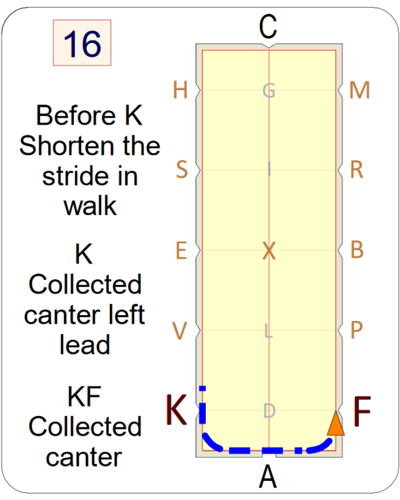 16
Before K
Shorten the
stride in
walk
K
Collected
canter left
lead
KF
Collected
canter
C
H G M
S I R
E X B
V L P
K D F
A